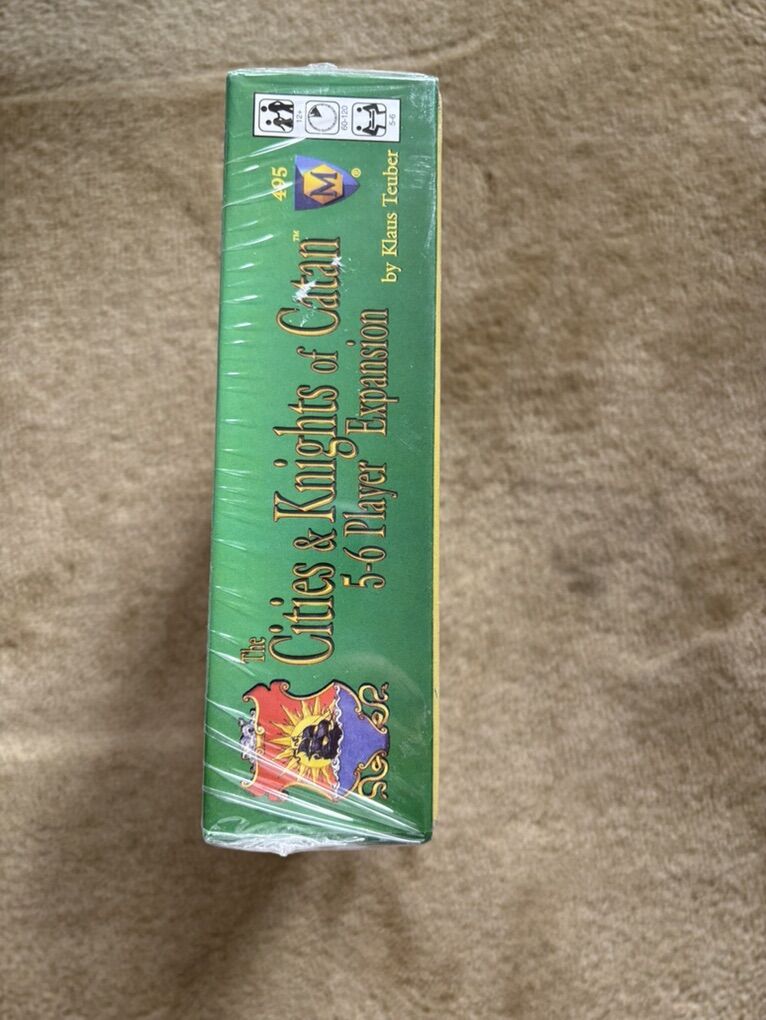 The
Cities & Knights of Catan™
5-6 Player Expansion
by Klaus Teuber
495
M®
12+
60-120
5-6